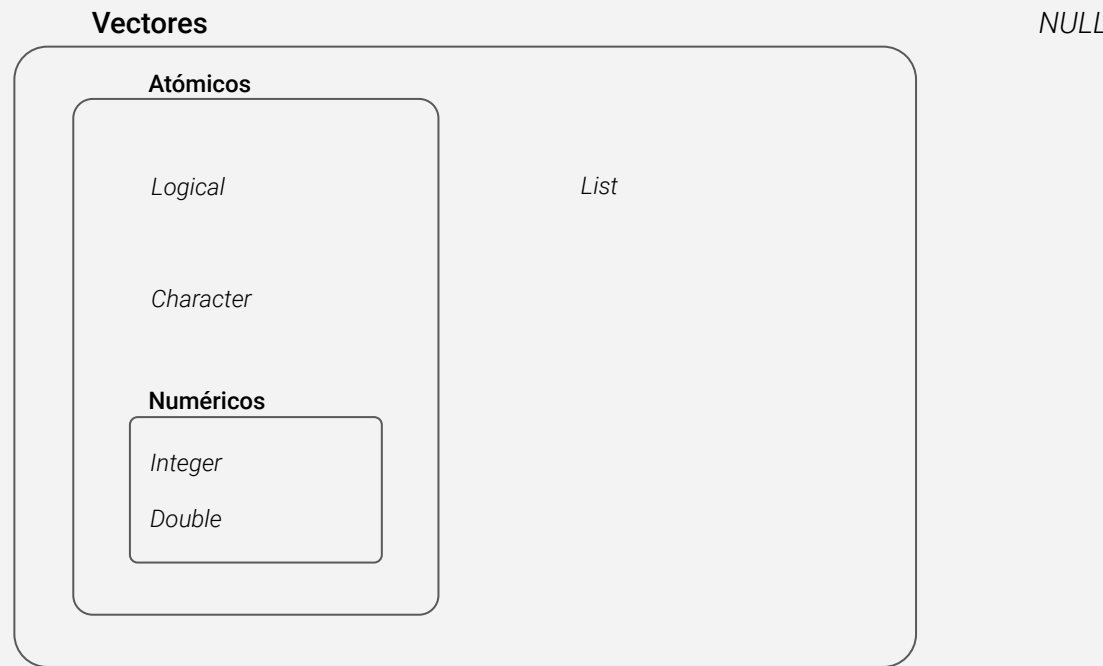 Vectores
NULL
Atómicos
Logical
List
Character
Numéricos
Integer
Double